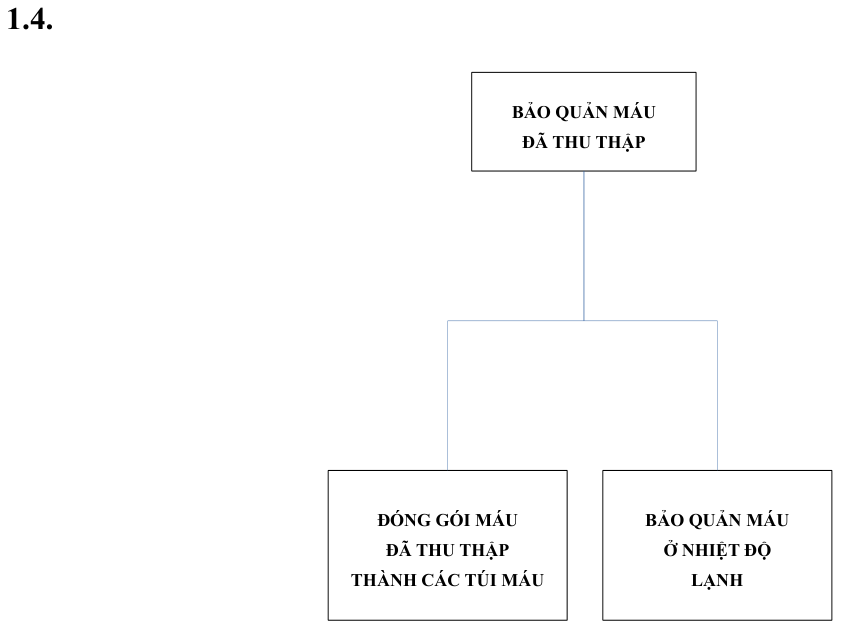 1.4.
BẢO QUẢN MÁU
ĐÃ THU THẬP
ĐÓNG GÓI MÁU
ĐÃ THU THẬP
THÀNH CÁC TÚI MÁU
BẢO QUẢN MÁU
Ở NHIỆT ĐỘ
LẠNH